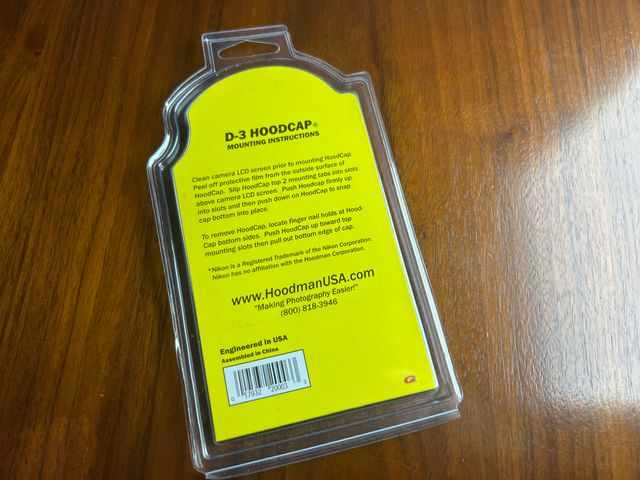 D-3 HOODCAP®
MOUNTING INSTRUCTIONS
Clean camera LCD screen prior to mounting HoodCap.
Peel off protective film from the outside surface of
HoodCap. Slip HoodCap top 2 mounting tabs into slots
above camera LCD screen. Push Hoodcap firmly up
into slots and then push down on HoodCap to snap
cap bottom into place.
To remove HoodCap, locate finger nail holds at Hood-
Cap bottom sides. Push HoodCap up toward top
mounting slots then pull out bottom edge of cap.
*Nikon is a Registered Trademark of the Nikon Corporation.
Nikon has no affiliation with the Hoodman Corporation.
www.HoodmanUSA.com
"Making Photography Easier!"
(800) 818-3946
Engineered in USA
Assembled in China
0 17932 20003 3